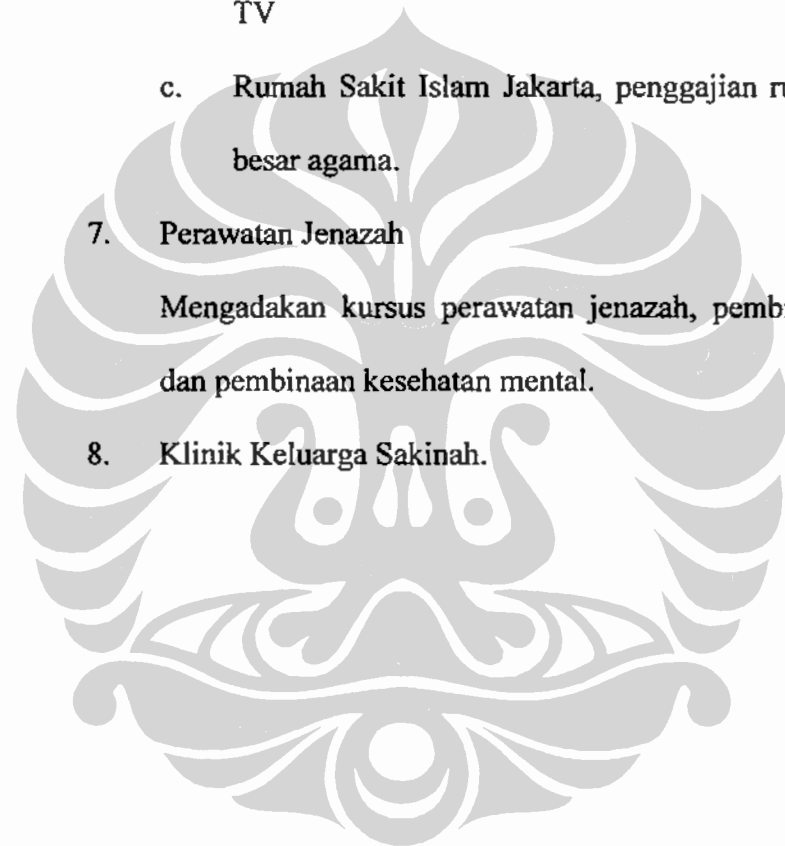 TV
c. Rumah Sakit Islam Jakarta, penggajian
besar agama.
7. Perawatan Jenazah
Mengadakan kursus perawatan jenazah,
dan pembinaan kesehatan mental.
8. Klinik Keluarga Sakinah.